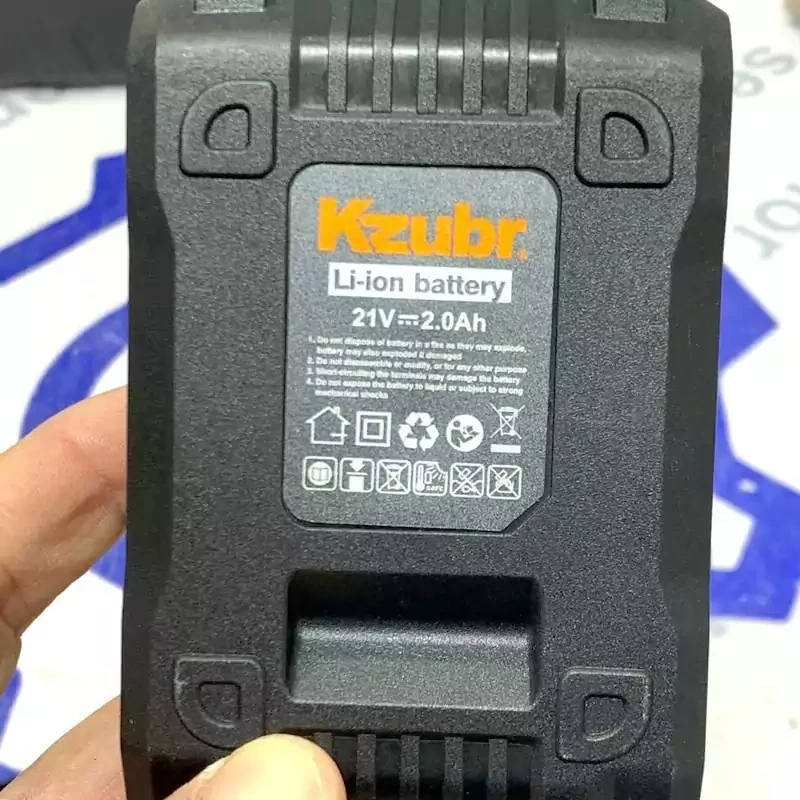 Kzubr
Li-ion battery
21V⎓2.0Ah
1. Do not dispose of battery in a fire as they may explode,
battery may also exploded if damaged
2. Do not disassemble or modify, or for any other purpose
3. Short-circuiting the terminals may damage the battery
4. Do not expose the battery to liquid or subject to strong
mechanical shocks